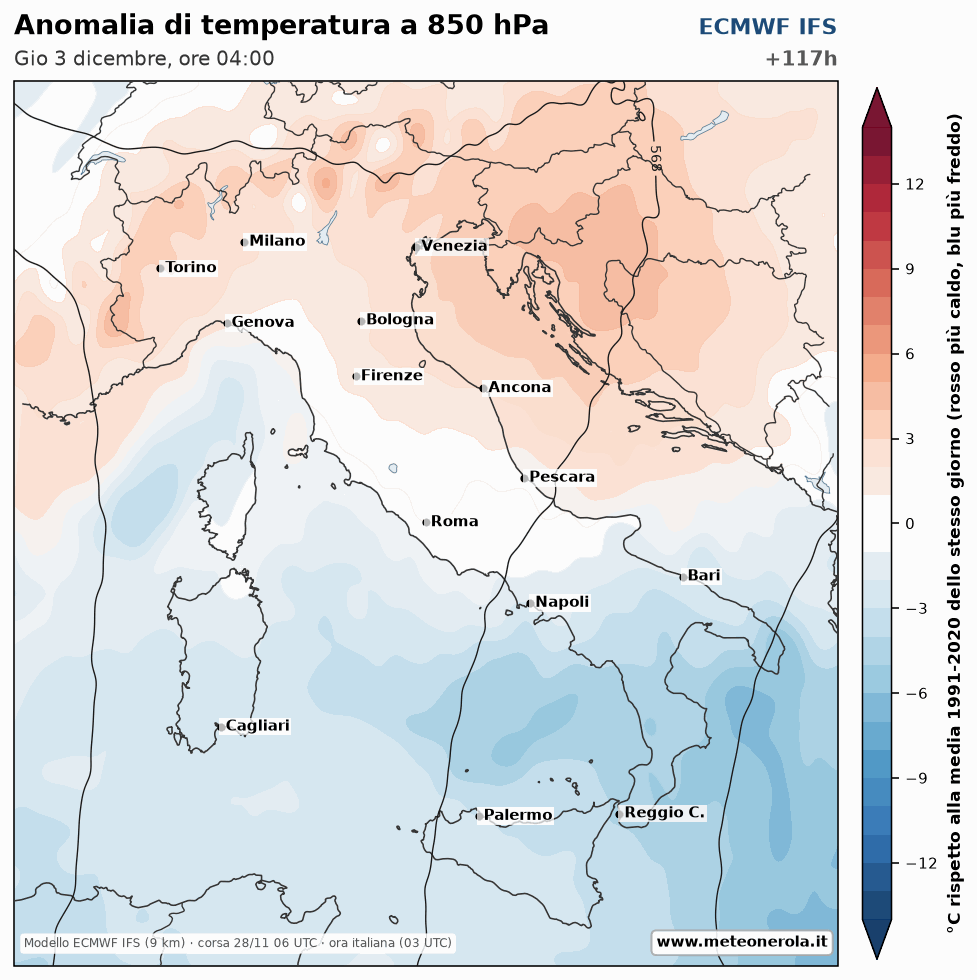 Anomalia di temperatura a 850 hPa
ECMWF IFS
Gio 3 dicembre, ore 04:00
+117h
568
Milano
Venezia
Torino
Genova
Bologna
Firenze
Ancona
Pescara
Roma
Bari
Napoli
Cagliari
Palermo
Reggio C.
12
9
6
3
0
−3
−6
−9
−12
°C rispetto alla media 1991-2020 dello stesso giorno (rosso più caldo, blu più freddo)
Modello ECMWF IFS (9 km) · corsa 28/11 06 UTC · ora italiana (03 UTC)
www.meteonerola.it